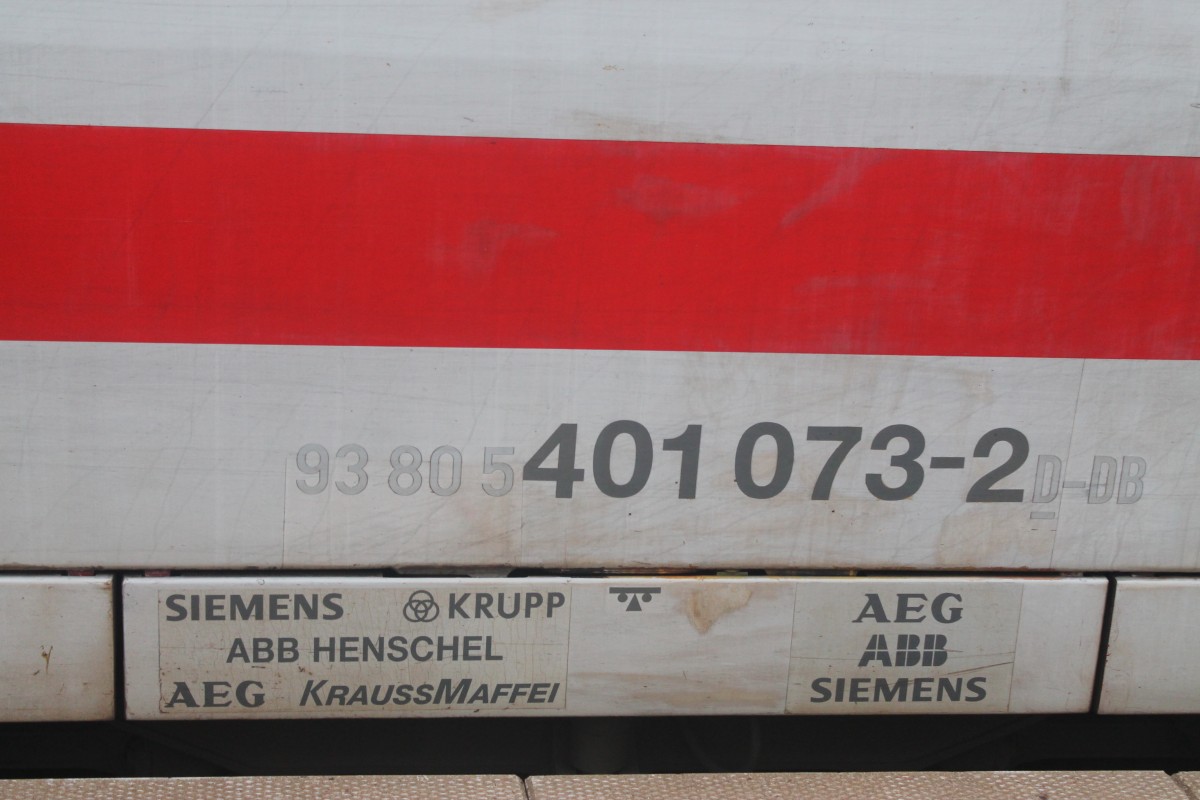 93 80 5 401 073-2 D-DB
SIEMENS KRUPP
ABB HENSCHEL
AEG KRAUSSMAFFEI
AEG
ABB
SIEMENS